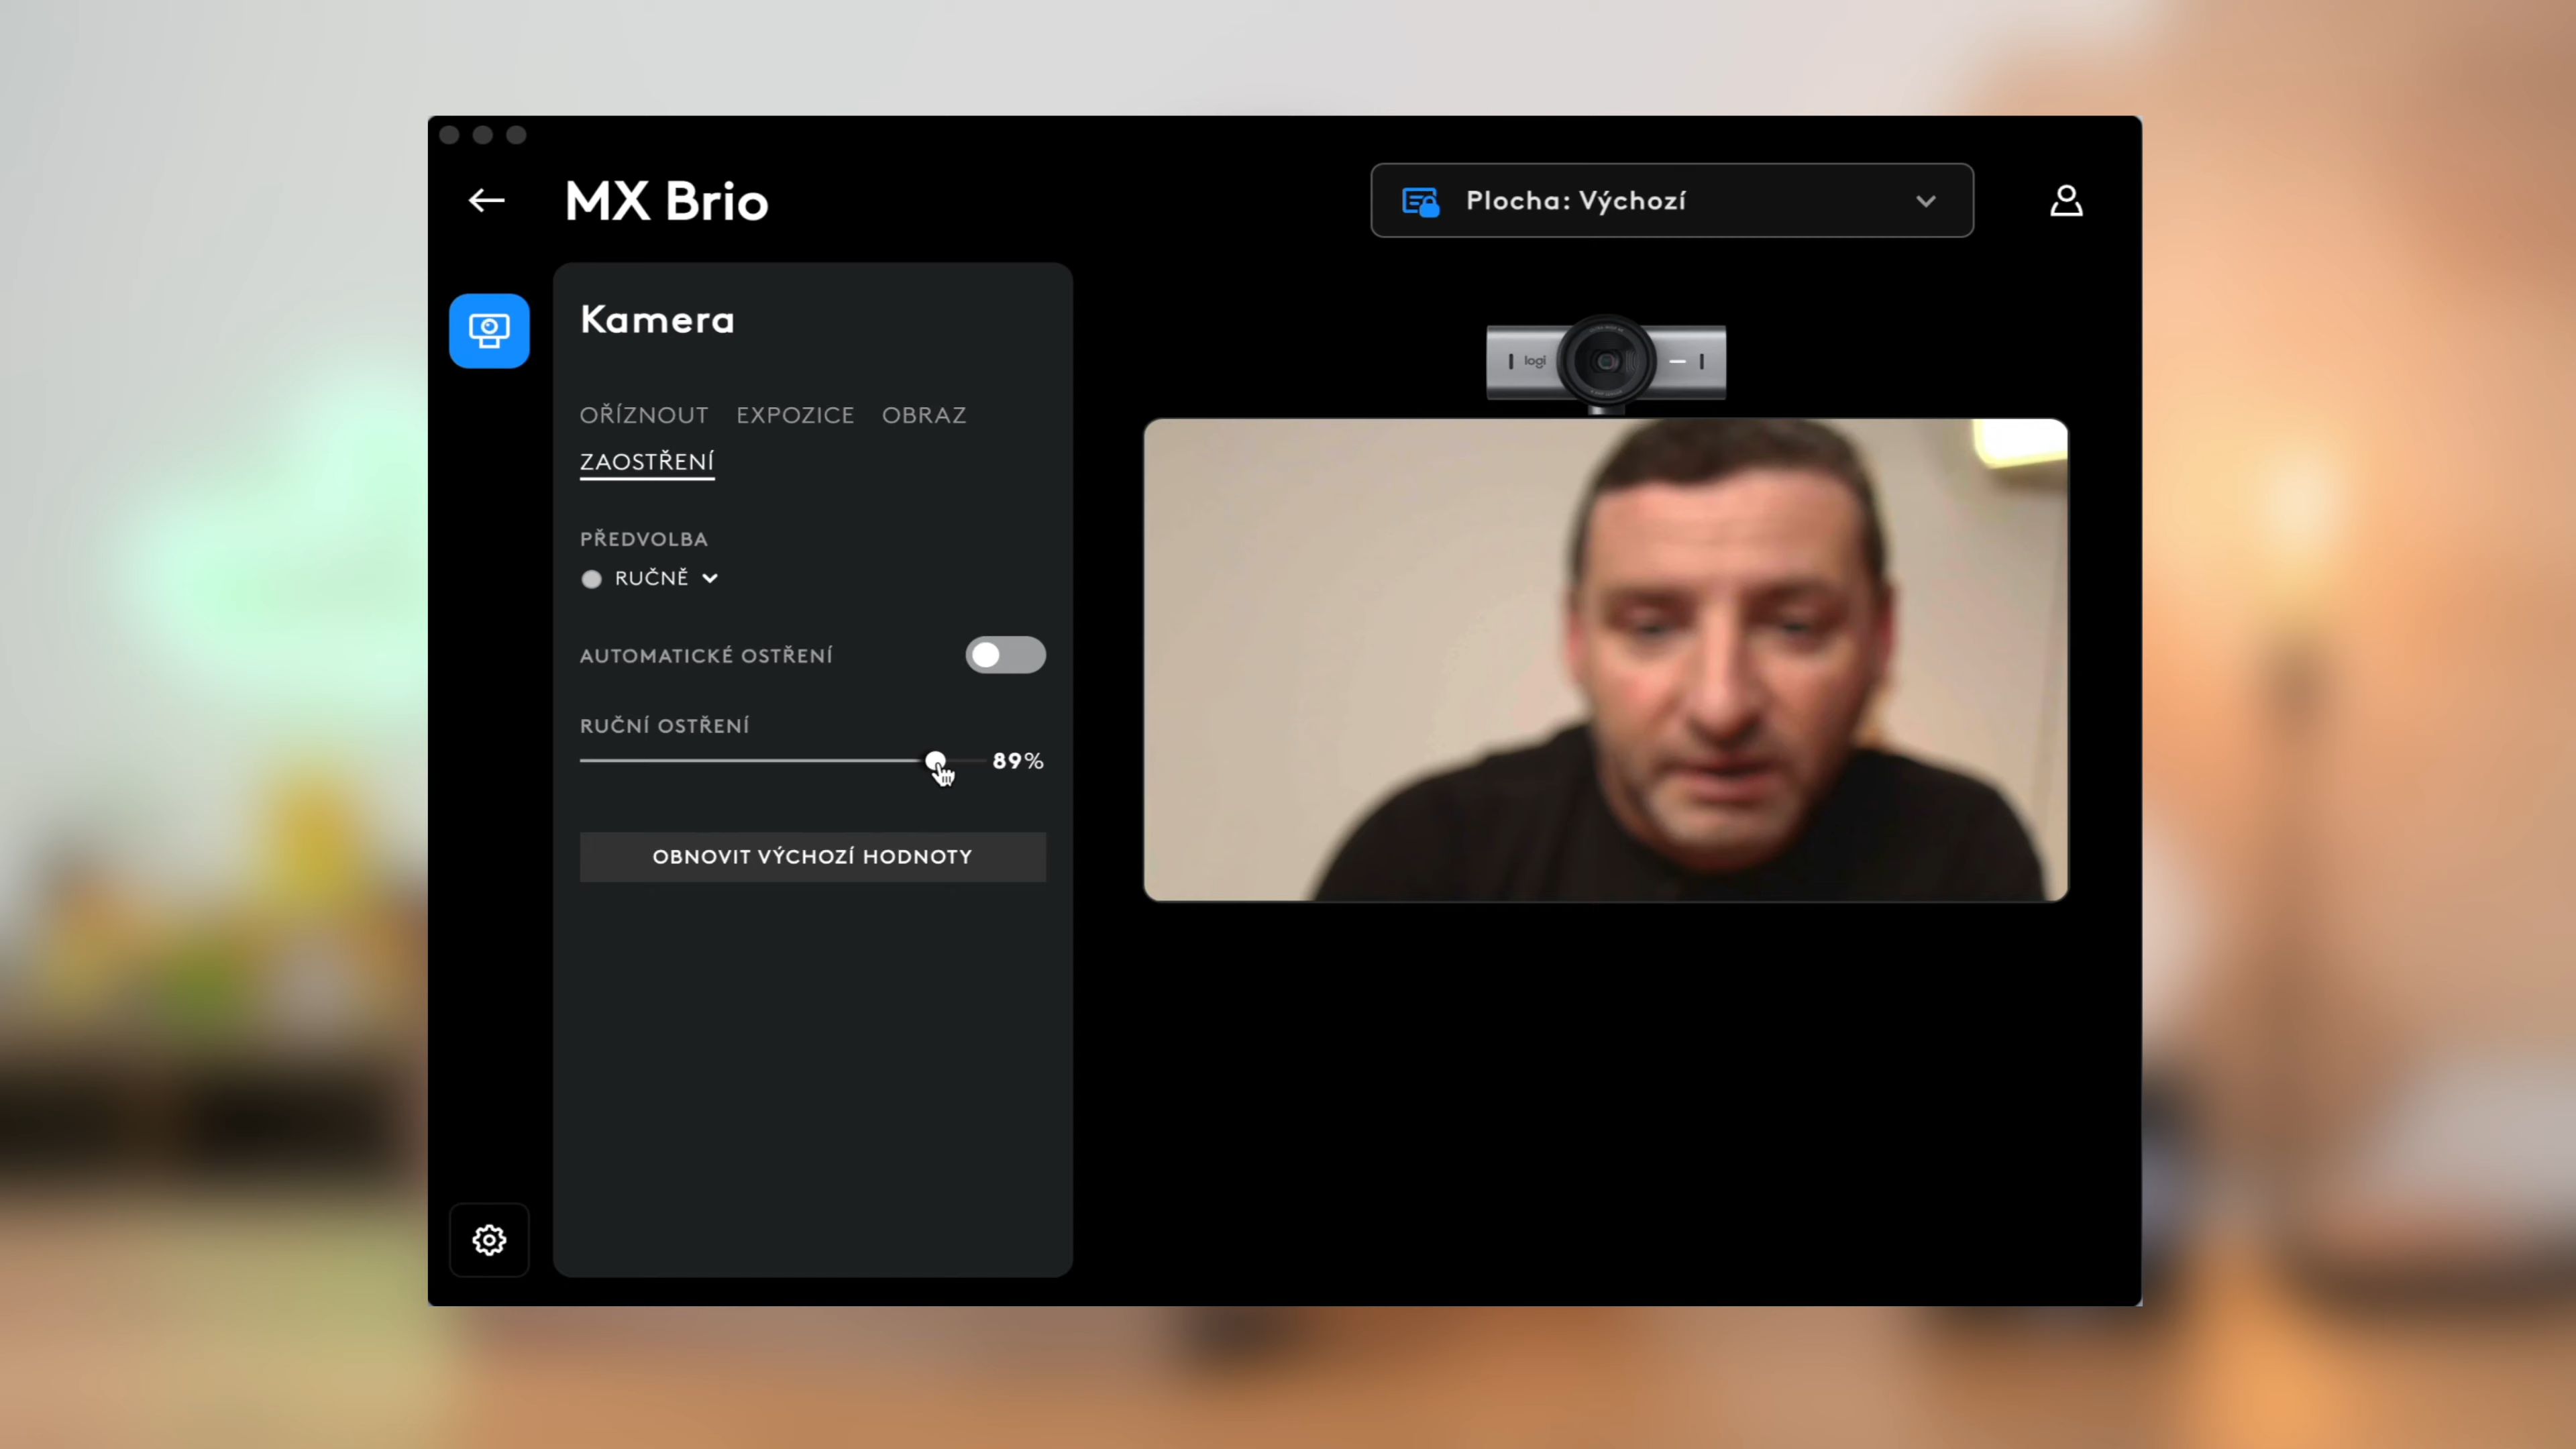 MX Brio
Plocha: Výchozí
Kamera
OŘÍZNOUT EXPOZICE OBRAZ
ZAOSTŘENÍ
PŘEDVOLBA
RUČNĚ
AUTOMATICKÉ OSTŘENÍ
RUČNÍ OSTŘENÍ
89%
OBNOVIT VÝCHOZÍ HODNOTY
logi